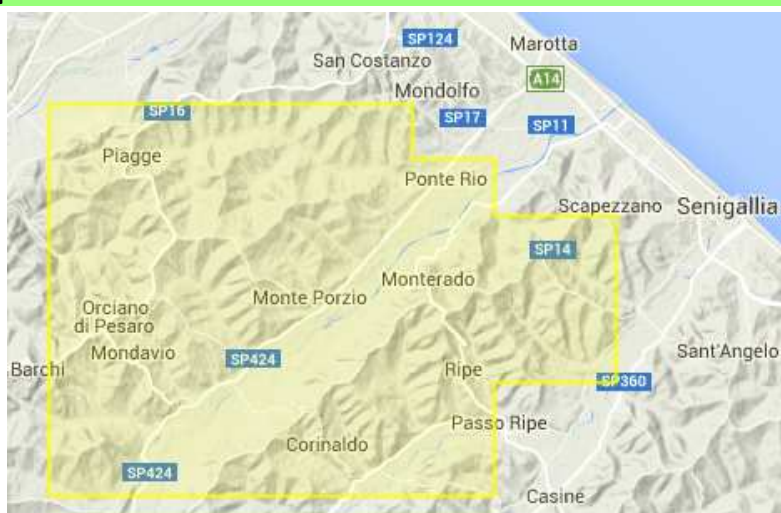 SP124
Marotta
San Costanzo
A14
Mondolfo
SP16
SP17
SP11
Piagge
Ponte Rio
Scapezzano
Senigallia
SP14
Monterado
Monte Porzio
Orciano
di Pesaro
Mondavio
SP424
Sant'Angelo
Barchi
Ripe
SP360
Passo Ripe
Corinaldo
SP424
Casine